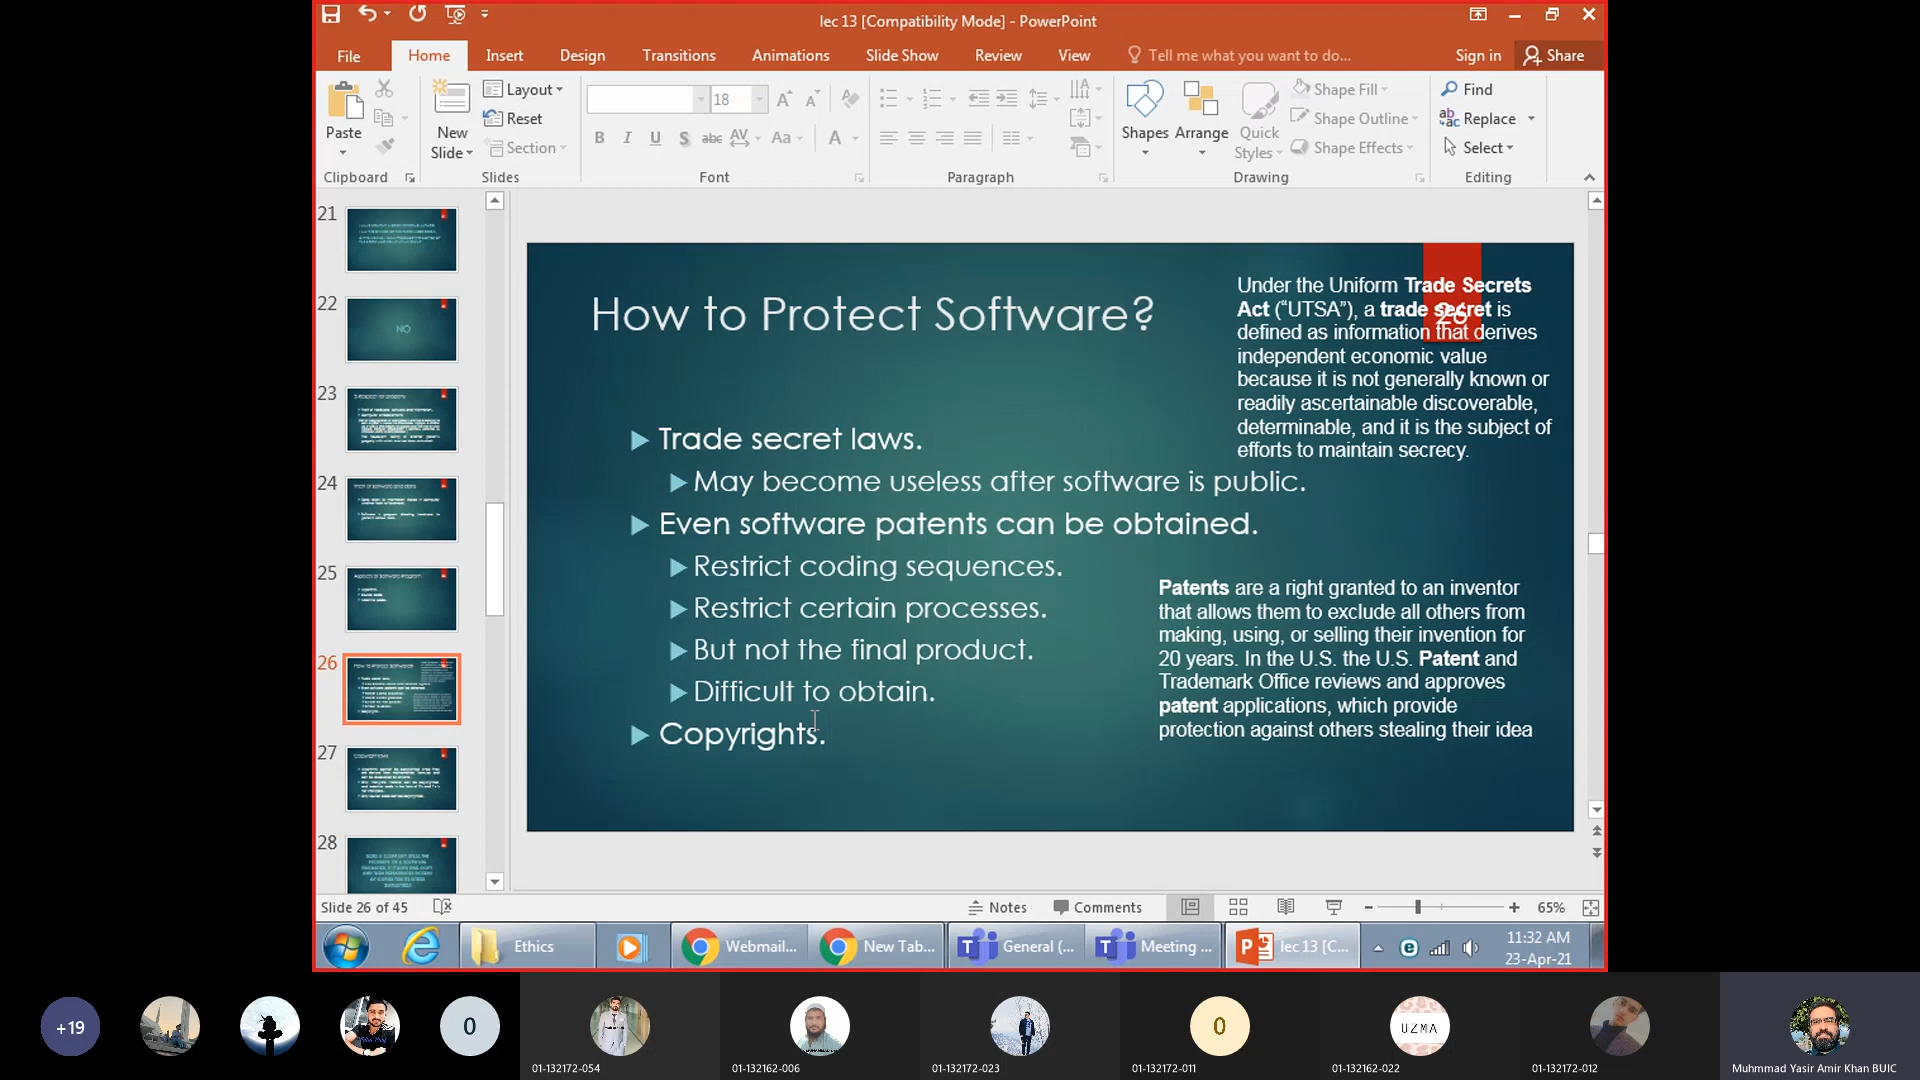 lec 13 [Compatibility Mode] - PowerPoint
File Home Insert Design Transitions Animations Slide Show Review View Tell me what you want to do... Sign in Share
Paste
Clipboard
New Slide
Layout
Reset
Section
Slides
18
B I U S abc AV Aa A
Font
Paragraph
Shapes
Arrange
Quick Styles
Shape Fill
Shape Outline
Shape Effects
Drawing
Find
Replace
Select
Editing
21
22
NO
23
24
25
26
27
28
How to Protect Software?
26
Under the Uniform Trade Secrets
Act (“UTSA”), a trade secret is
defined as information that derives
independent economic value
because it is not generally known or
readily ascertainable discoverable,
determinable, and it is the subject of
efforts to maintain secrecy.
Trade secret laws.
May become useless after software is public.
Even software patents can be obtained.
Restrict coding sequences.
Restrict certain processes.
But not the final product.
Difficult to obtain.
Copyrights.
Patents are a right granted to an inventor
that allows them to exclude all others from
making, using, or selling their invention for
20 years. In the U.S. the U.S. Patent and
Trademark Office reviews and approves
patent applications, which provide
protection against others stealing their idea
Slide 26 of 45
Notes
Comments
65%
Ethics
Webmail...
New Tab...
General (...
Meeting ...
lec 13 [C...
11:32 AM
23-Apr-21
+19
0
01-132172-054
01-132162-006
01-132172-023
0
01-132172-011
UZMA
01-132162-022
01-132172-012
Muhmmad Yasir Amir Khan BUIC